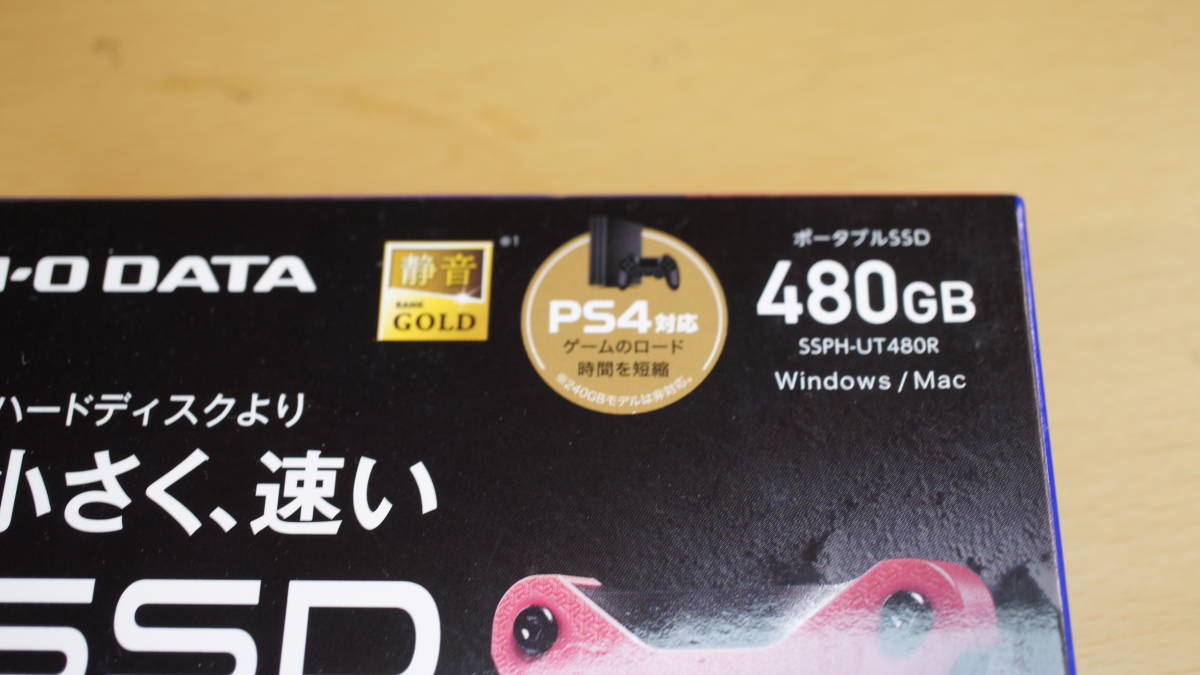 I-O DATA
静音
RANK
GOLD
※1
PS4対応
ゲームのロード
時間を短縮
※240GBモデルは非対応。
ポータブルSSD
480GB
SSPH-UT480R
Windows / Mac
ハードディスクより
小さく、速い
SSD